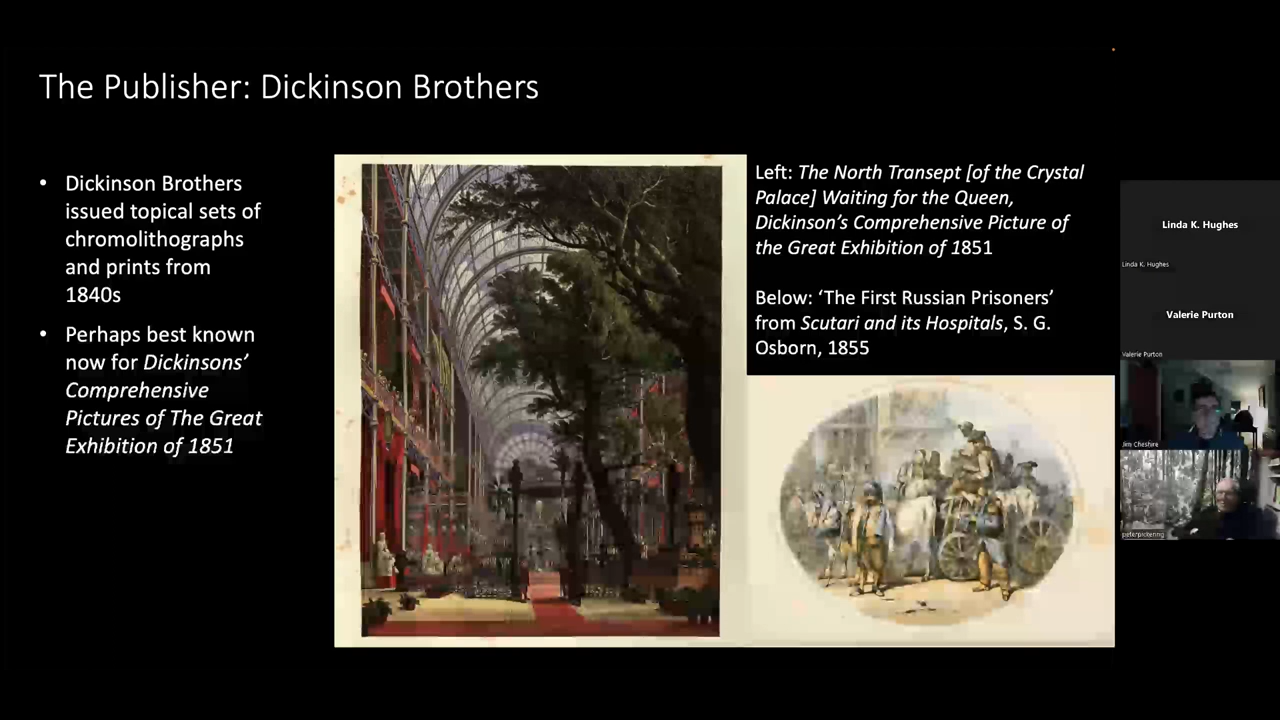 The Publisher: Dickinson Brothers
• Dickinson Brothers
issued topical sets of
chromolithographs
and prints from
1840s
• Perhaps best known
now for Dickinsons’
Comprehensive
Pictures of The Great
Exhibition of 1851
Left: The North Transept [of the Crystal
Palace] Waiting for the Queen,
Dickinson’s Comprehensive Picture of
the Great Exhibition of 1851
Below: ‘The First Russian Prisoners’
from Scutari and its Hospitals, S. G.
Osborn, 1855
Linda K. Hughes
Linda K. Hughes
Valerie Purton
Valerie Purton
Jim Cheshire
peterpickering